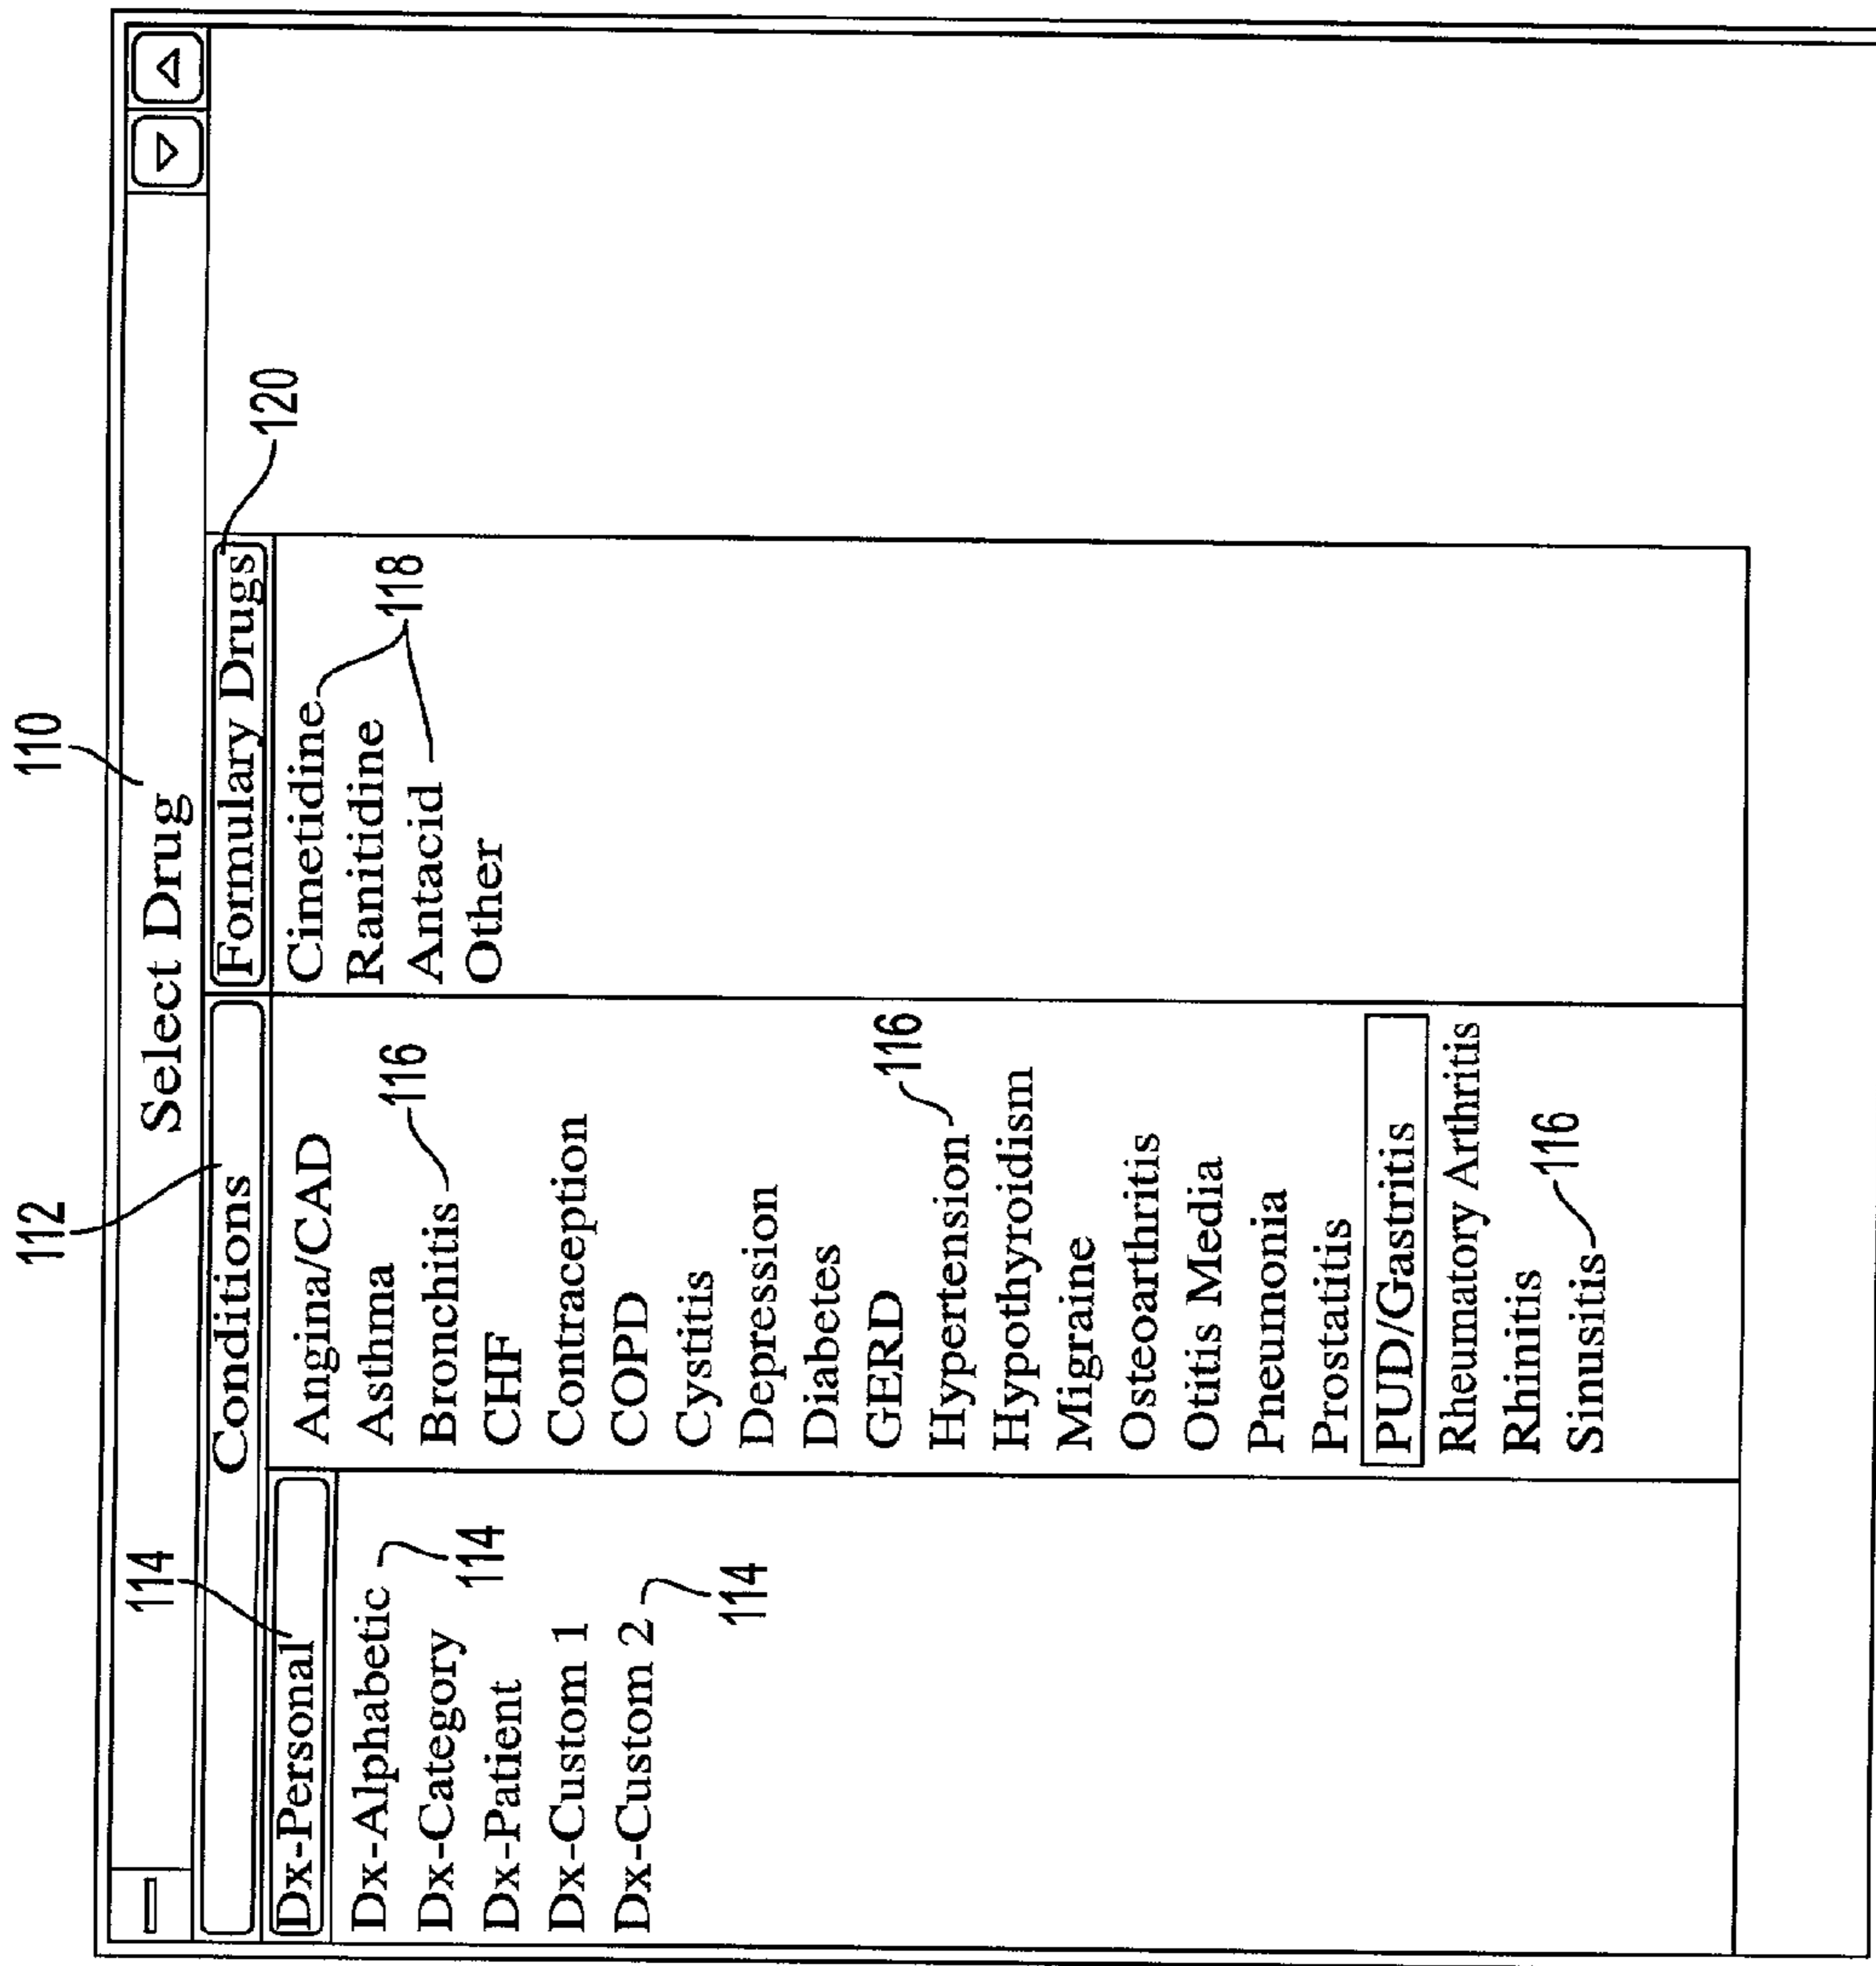 110
Select Drug
112
Conditions
Formulary Drugs
120
114
Dx-Personal
Dx-Alphabetic
114
Dx-Category
Dx-Patient
Dx-Custom 1
Dx-Custom 2
114
Angina/CAD
Asthma
Bronchitis
116
CHF
Contraception
COPD
Cystitis
Depression
Diabetes
GERD
Hypertension
116
Hypothyroidism
Migraine
Osteoarthritis
Otitis Media
Pneumonia
Prostatitis
PUD/Gastritis
Rheumatory Arthritis
Rhinitis
Sinusitis
116
Cimetidine
118
Ranitidine
Antacid
Other